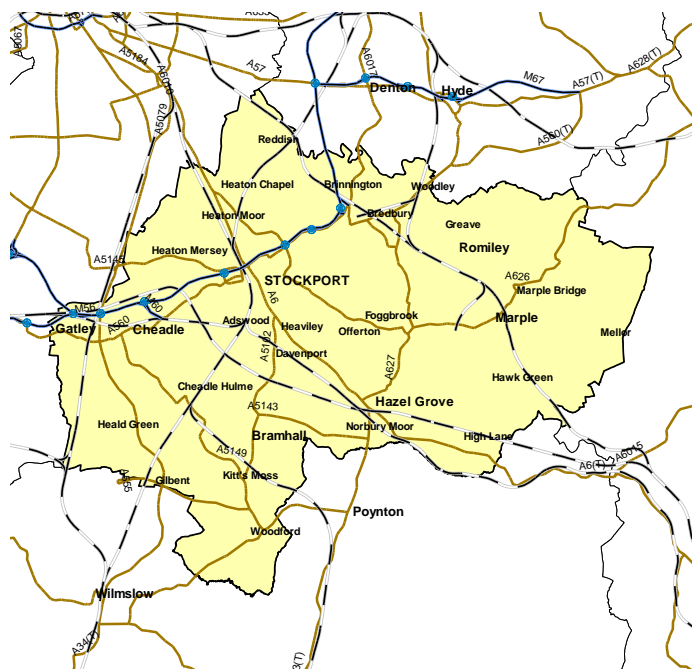 A6017
A5184
A57
A6010
A628(T)
M67
A57(T)
Denton
Hyde
A5079
A560(T)
Reddish
Heaton Chapel
Brinnington
Woodley
Heaton Moor
Bredbury
Greave
Heaton Mersey
Romiley
A5145
STOCKPORT
A626
Marple Bridge
M56
M60
A6
Gatley
A560
Cheadle
Adswood
Heaviley
Foggbrook
Offerton
Marple
Mellor
A5102
Davenport
A627
Cheadle Hulme
Hawk Green
A5143
Hazel Grove
Heald Green
Norbury Moor
Bramhall
High Lane
A5149
A6(T)
A6015
Gilbent
Kitt's Moss
Poynton
Woodford
Wilmslow
A34(T)